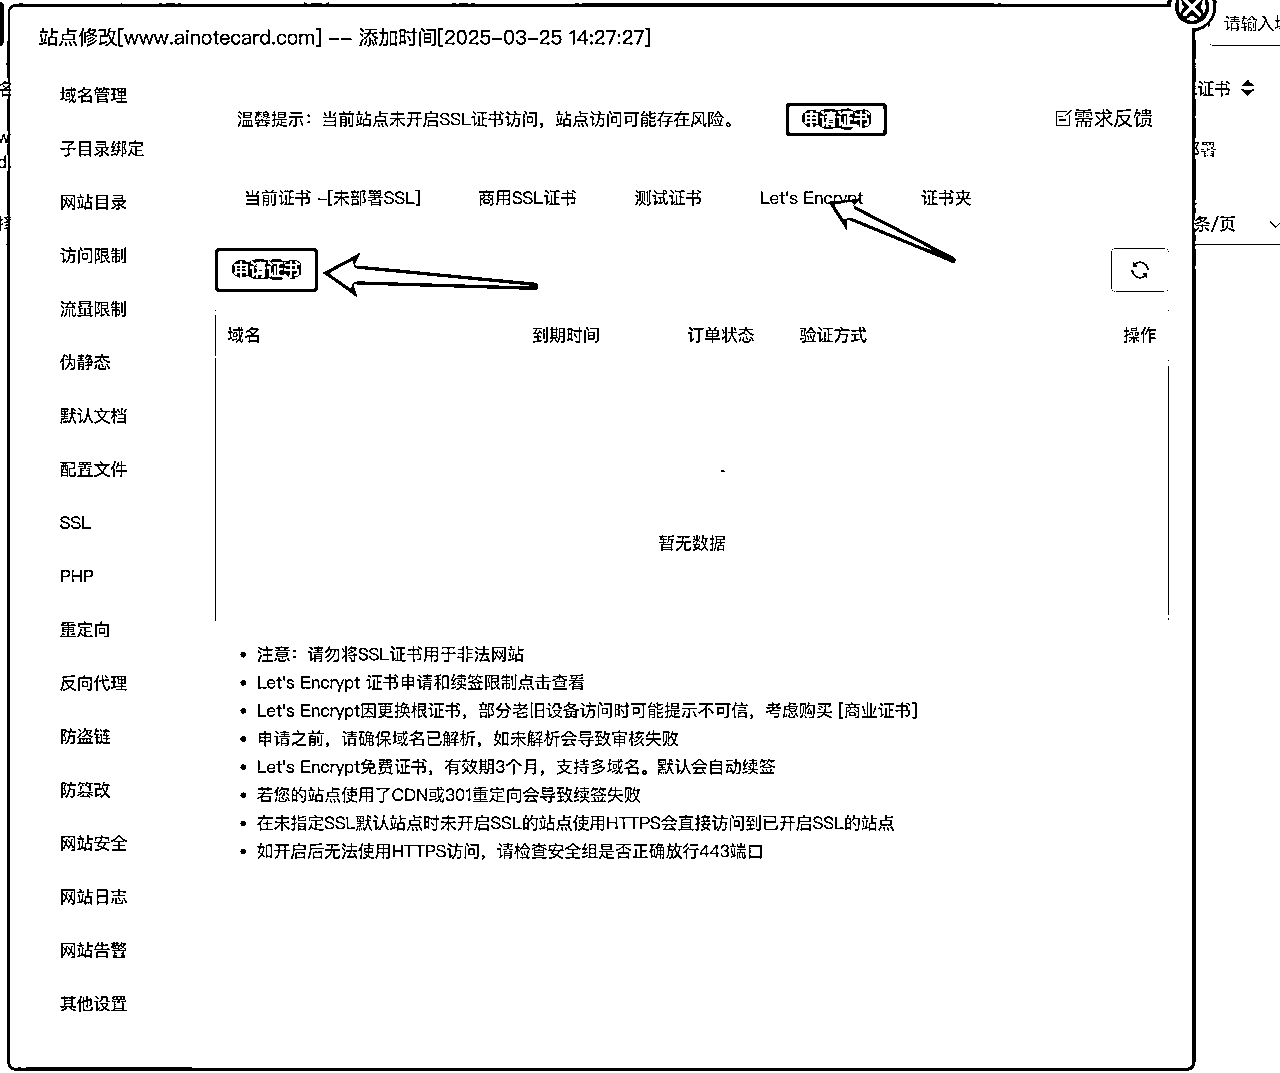 站点修改[www.ainotecard.com] -- 添加时间[2025-03-25 14:27:27]
请输入
域名管理
子目录绑定
网站目录
访问限制
流量限制
伪静态
默认文档
配置文件
SSL
PHP
重定向
反向代理
防盗链
防篡改
网站安全
网站日志
网站告警
其他设置
温馨提示：当前站点未开启SSL证书访问，站点访问可能存在风险。 申请证书 需求反馈
当前证书 -[未部署SSL] 商用SSL证书 测试证书 Let's Encrypt 证书夹
申请证书
域名 到期时间 订单状态 验证方式 操作
暂无数据
• 注意：请勿将SSL证书用于非法网站
• Let's Encrypt 证书申请和续签限制点击查看
• Let's Encrypt因更换根证书，部分老旧设备访问时可能提示不可信，考虑购买 [商业证书]
• 申请之前，请确保域名已解析，如未解析会导致审核失败
• Let's Encrypt免费证书，有效期3个月，支持多域名。默认会自动续签
• 若您的站点使用了CDN或301重定向会导致续签失败
• 在未指定SSL默认站点时未开启SSL的站点使用HTTPS会直接访问到已开启SSL的站点
• 如开启后无法使用HTTPS访问，请检查安全组是否正确放行443端口
证书
署
条/页